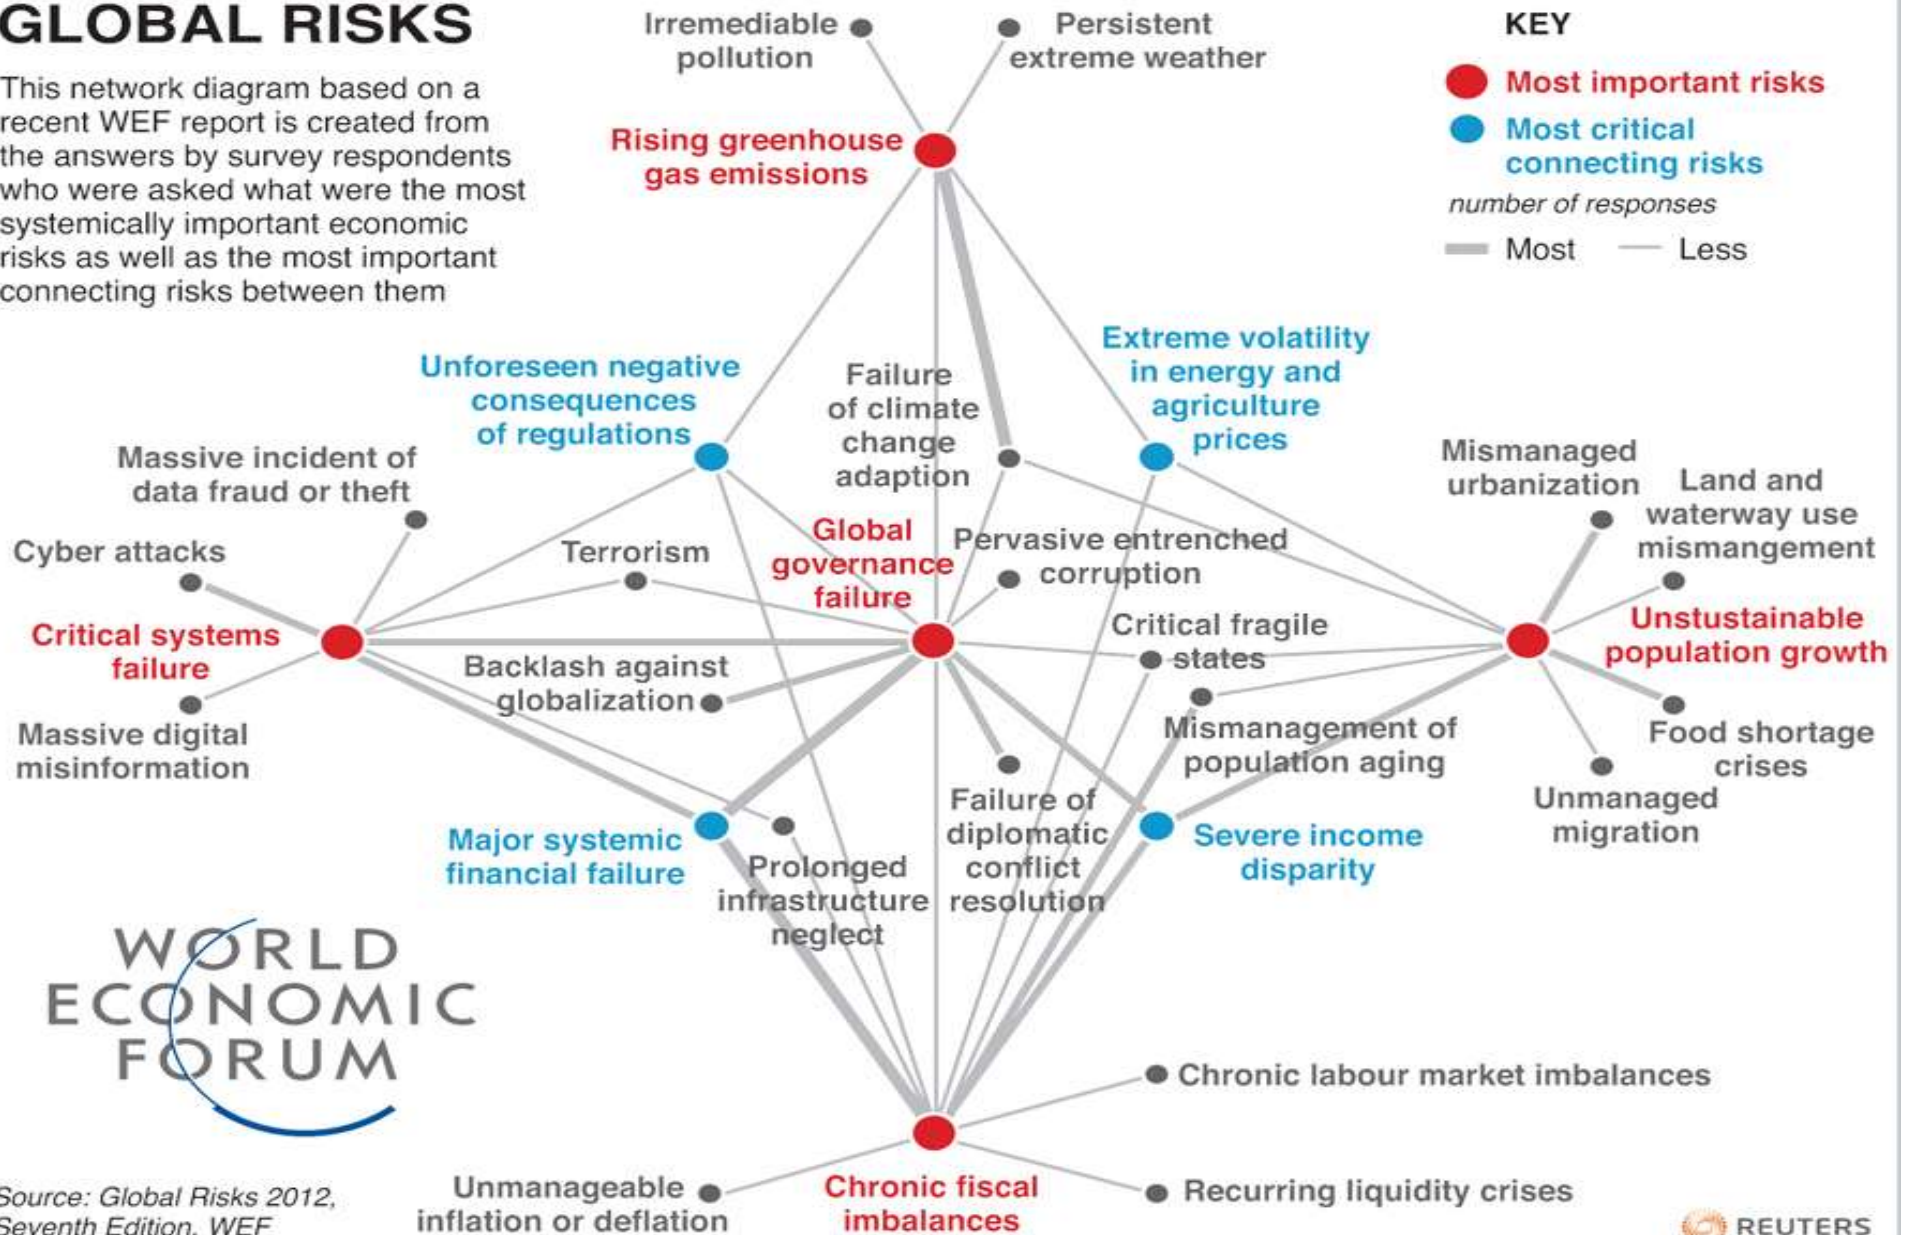 GLOBAL RISKS
This network diagram based on a
recent WEF report is created from
the answers by survey respondents
who were asked what were the most
systemically important economic
risks as well as the most important
connecting risks between them
Irremediable
pollution
Persistent
extreme weather
KEY
Most important risks
Most critical
connecting risks
number of responses
Most
Less
Rising greenhouse
gas emissions
Unforeseen negative
consequences
of regulations
Failure
of climate
change
adaption
Extreme volatility
in energy and
agriculture
prices
Massive incident of
data fraud or theft
Mismanaged
urbanization
Land and
waterway use
mismangement
Cyber attacks
Terrorism
Global
governance
failure
Pervasive entrenched
corruption
Critical systems
failure
Critical fragile
states
Unstustainable
population growth
Backlash against
globalization
Massive digital
misinformation
Mismanagement of
population aging
Food shortage
crises
Unmanaged
migration
Major systemic
financial failure
Prolonged
infrastructure
neglect
Failure of
diplomatic
conflict
resolution
Severe income
disparity
WORLD
ECONOMIC
FORUM
Chronic labour market imbalances
Unmanageable
inflation or deflation
Chronic fiscal
imbalances
Recurring liquidity crises
Source: Global Risks 2012,
Seventh Edition, WEF
REUTERS